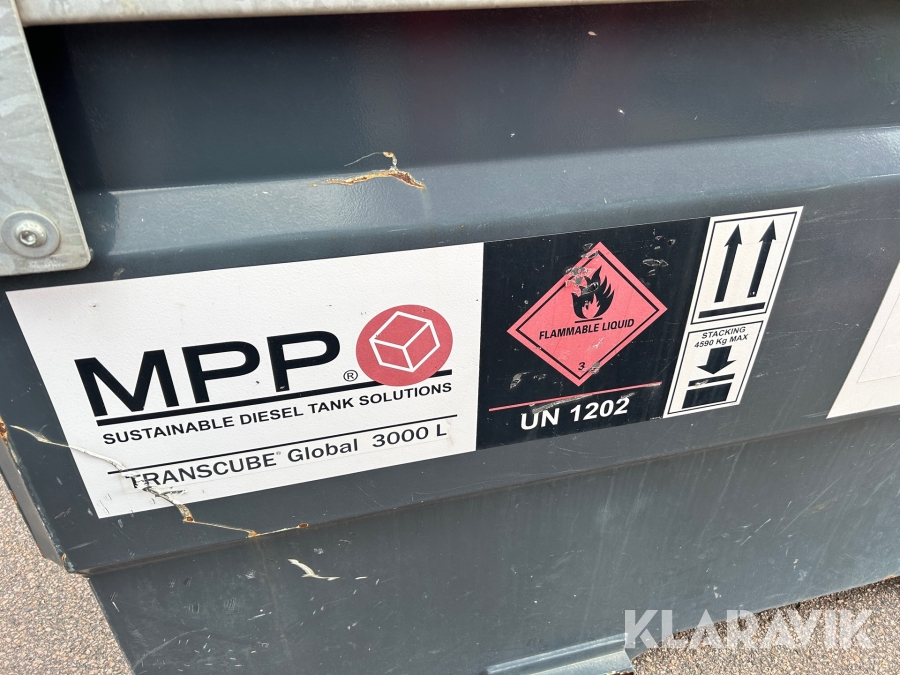 MPP®
SUSTAINABLE DIESEL TANK SOLUTIONS
TRANSCUBE® Global 3000 L
FLAMMABLE LIQUID
3
UN 1202
STACKING
4590 Kg MAX
KLARAVIK